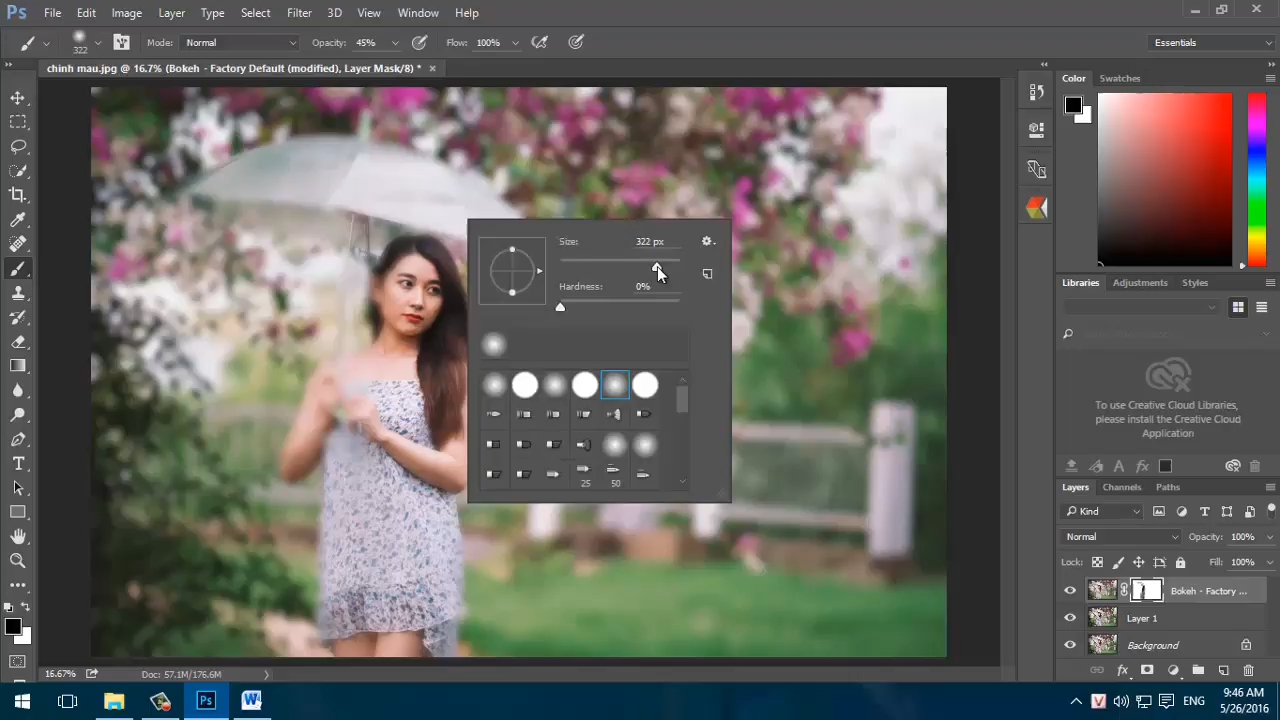 Ps File Edit Image Layer Type Select Filter 3D View Window Help
322 Mode: Normal Opacity: 45% Flow: 100% Essentials
chinh mau.jpg @ 16.7% (Bokeh - Factory Default (modified), Layer Mask/8) * ×
Color Swatches
Size: 322 px
Hardness: 0%
25 50
Libraries Adjustments Styles
To use Creative Cloud Libraries,
please install the Creative Cloud
Application
Layers Channels Paths
Kind
Normal Opacity: 100%
Lock: Fill: 100%
Bokeh - Factory ...
Layer 1
Background
16.67% Doc: 57.1M/176.6M
Ps W V ENG
9:46 AM
5/26/2016